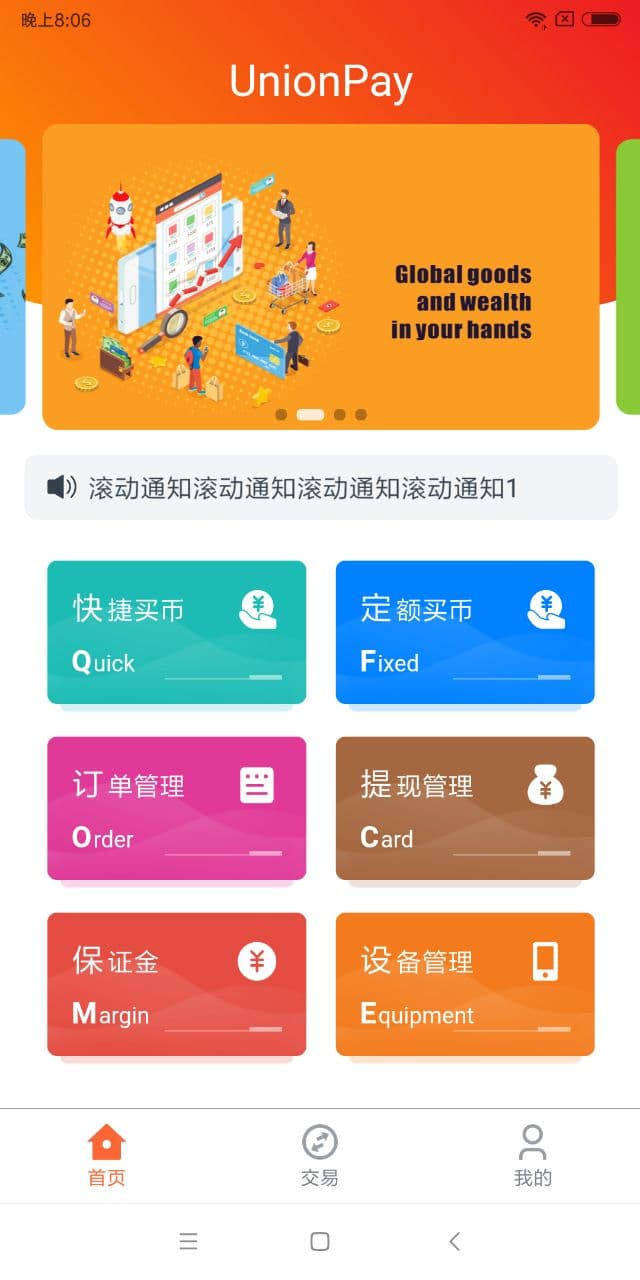 晚上8:06
UnionPay
Global goods
and wealth
in your hands
滚动通知滚动通知滚动通知滚动通知1
快捷买币
Quick
定额买币
Fixed
订单管理
Order
提现管理
Card
保证金
Margin
设备管理
Equipment
首页
交易
我的